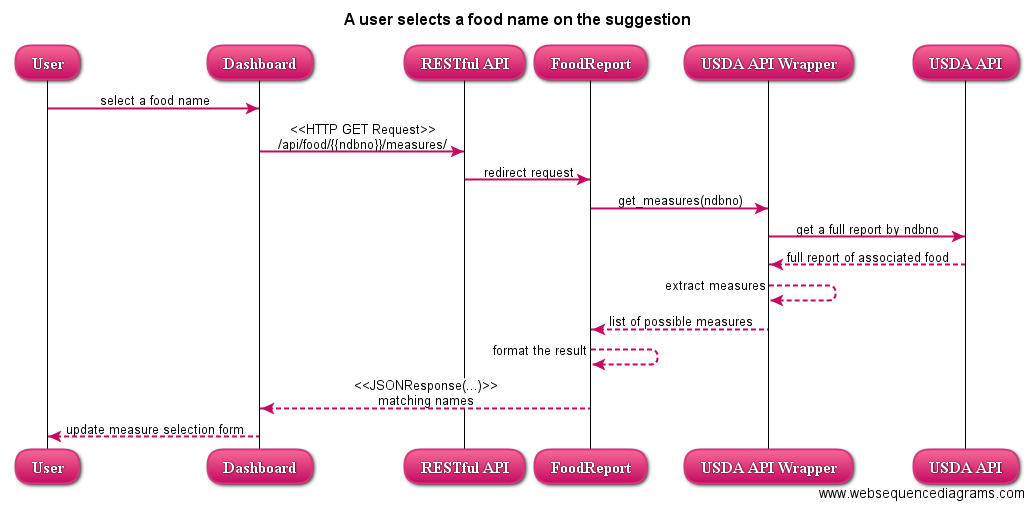 A user selects a food name on the suggestion
User Dashboard RESTful API FoodReport USDA API Wrapper USDA API
select a food name
<<HTTP GET Request>>
/api/food/{{ndbno}}/measures/
redirect request
get_measures(ndbno)
get a full report by ndbno
full report of associated food
extract measures
list of possible measures
format the result
<<JSONResponse(...)>>
matching names
update measure selection form
User Dashboard RESTful API FoodReport USDA API Wrapper USDA API
www.websequencediagrams.com